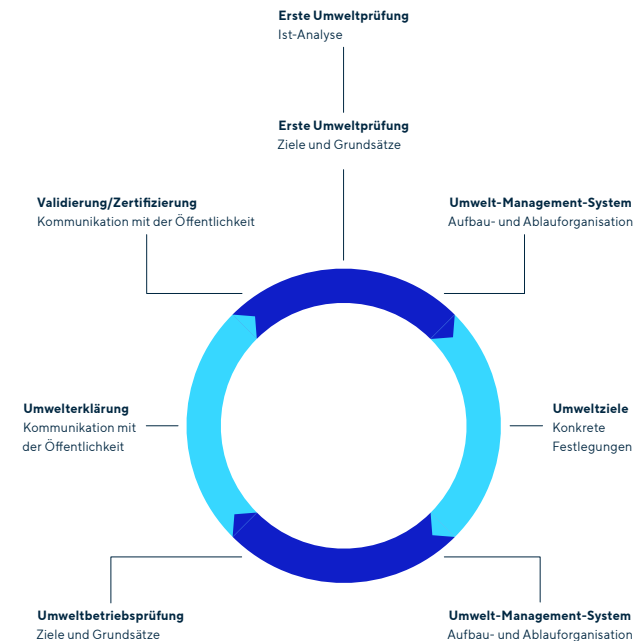 Erste Umweltprüfung
Ist-Analyse
Erste Umweltprüfung
Ziele und Grundsätze
Validierung/Zertifizierung
Kommunikation mit der Öffentlichkeit
Umwelt-Management-System
Aufbau- und Ablauforganisation
Umwelterklärung
Kommunikation mit
der Öffentlichkeit
Umweltziele
Konkrete
Festlegungen
Umweltbetriebsprüfung
Ziele und Grundsätze
Umwelt-Management-System
Aufbau- und Ablauforganisation